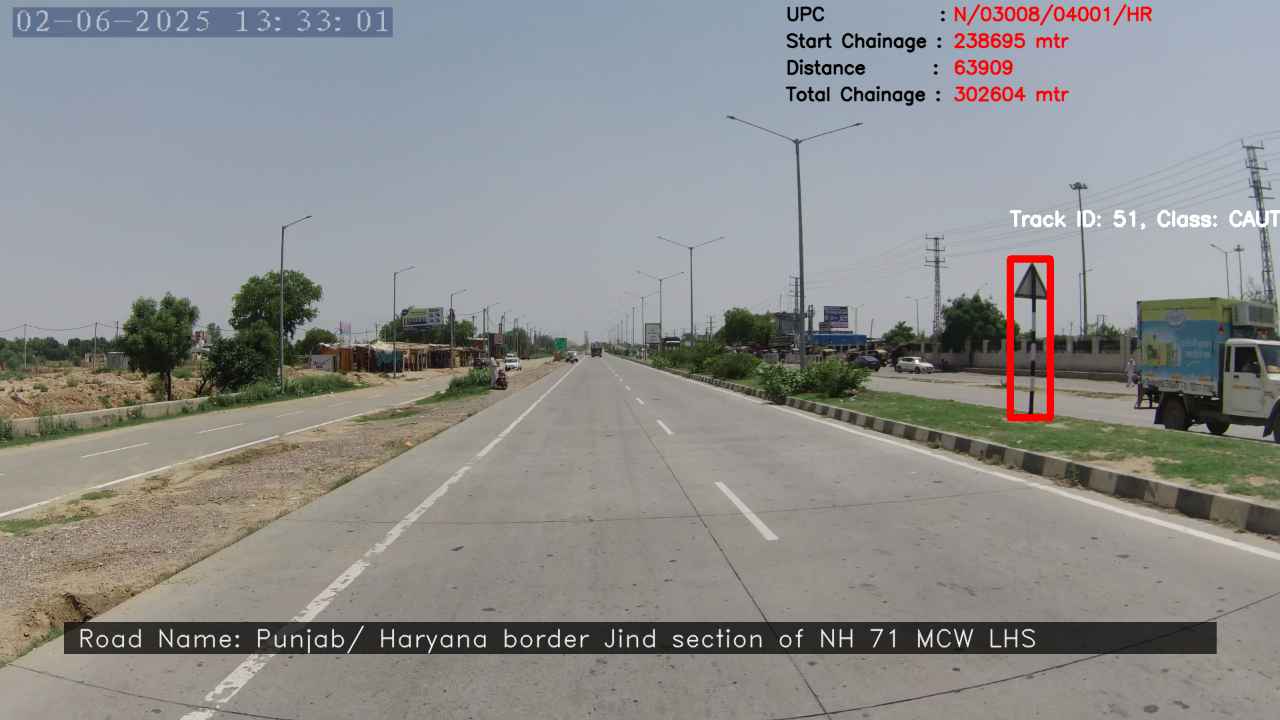 02-06-2025 13:33:01
UPC : N/03008/04001/HR
Start Chainage : 238695 mtr
Distance : 63909
Total Chainage : 302604 mtr
Track ID: 51, Class: CAUT
Road Name: Punjab/ Haryana border Jind section of NH 71 MCW LHS